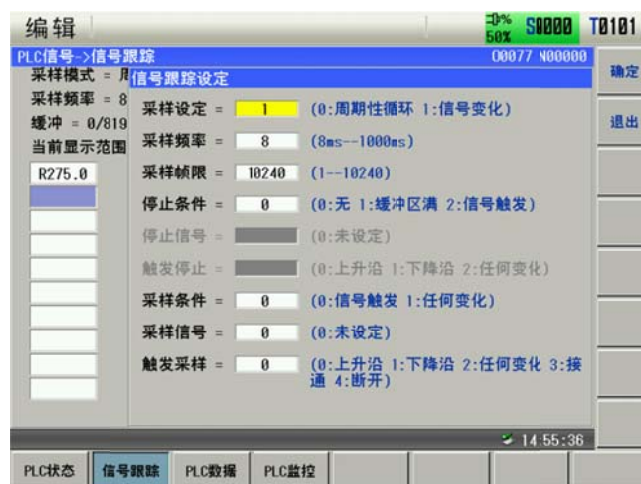 编辑
50% S0000 T0101
PLC信号->信号跟踪 O0077 N00000
确定
退出
采样模式 =
采样频率 = 8
缓冲 = 0/819
当前显示范围
R275.0
信号跟踪设定
采样设定 = 1 (0:周期性循环 1:信号变化)
采样频率 = 8 (8ms--1000ms)
采样帧限 = 10240 (1--10240)
停止条件 = 0 (0:无 1:缓冲区满 2:信号触发)
停止信号 = (0:未设定)
触发停止 = (0:上升沿 1:下降沿 2:任何变化)
采样条件 = 0 (0:信号触发 1:任何变化)
采样信号 = 0 (0:未设定)
触发采样 = 0 (0:上升沿 1:下降沿 2:任何变化 3:接
通 4:断开)
14:55:36
PLC状态 信号跟踪 PLC数据 PLC监控